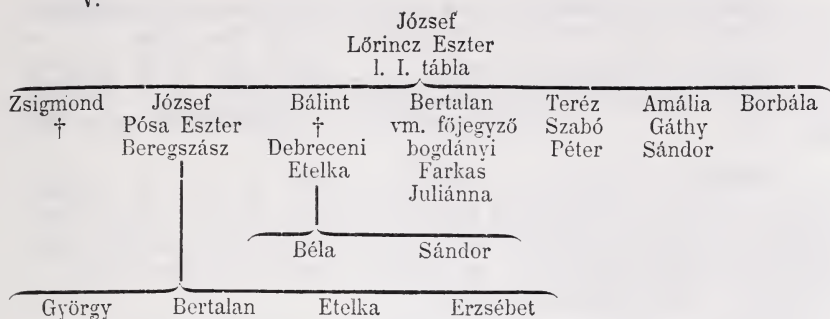 V.
József
Lőrincz Eszter
l. I. tábla
Zsigmond József Bálint Bertalan Teréz Amália Borbála
† Pósa Eszter † vm. főjegyző Szabó Gáthy
Beregszász Debreceni bogdányi Péter Sándor
Etelka Farkas
Juliánna
Béla Sándor
György Bertalan Etelka Erzsébet